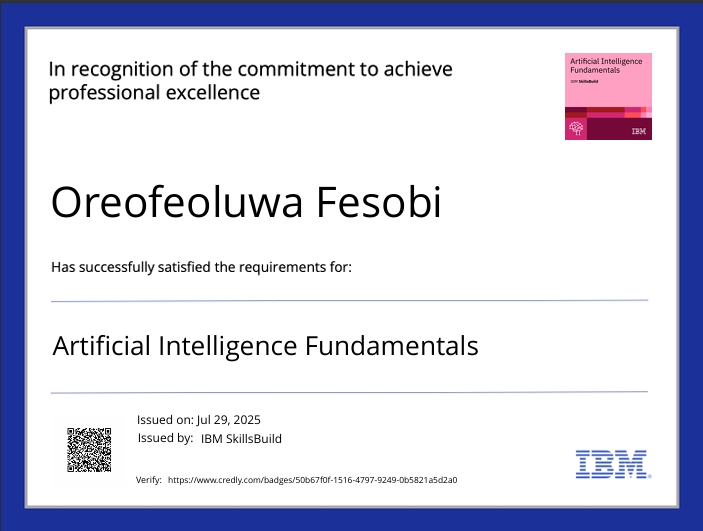 In recognition of the commitment to achieve
professional excellence
Artificial Intelligence
Fundamentals
IBM SkillsBuild
IBM
Oreofeoluwa Fesobi
Has successfully satisfied the requirements for:
Artificial Intelligence Fundamentals
Issued on: Jul 29, 2025
Issued by: IBM SkillsBuild
Verify: https://www.credly.com/badges/50b67f0f-1516-4797-9249-0b5821a5d2a0
IBM.